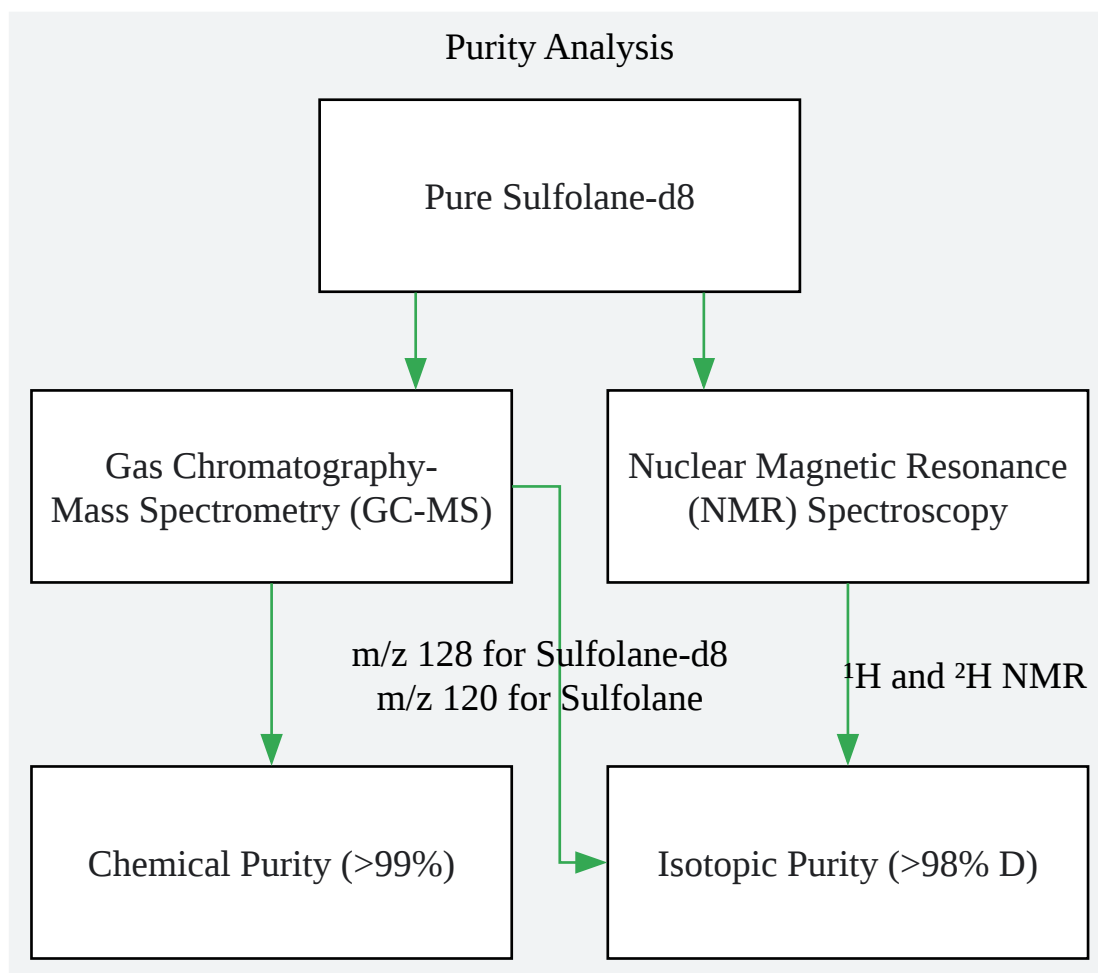 Purity Analysis
Pure Sulfolane-d8
Gas Chromatography-
Mass Spectrometry (GC-MS)
Nuclear Magnetic Resonance
(NMR) Spectroscopy
m/z 128 for Sulfolane-d8
m/z 120 for Sulfolane
¹H and ²H NMR
Chemical Purity (>99%)
Isotopic Purity (>98% D)